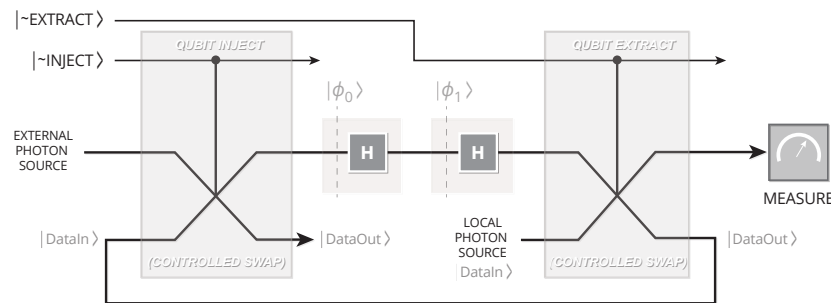 |~EXTRACT⟩
QUBIT INJECT
QUBIT EXTRACT
|~INJECT⟩
|ϕ0⟩
|ϕ1⟩
EXTERNAL
PHOTON
SOURCE
H
H
MEASURE
|DataIn⟩
|DataOut⟩
LOCAL
PHOTON
SOURCE
|DataIn⟩
|DataOut⟩
(CONTROLLED SWAP)
(CONTROLLED SWAP)